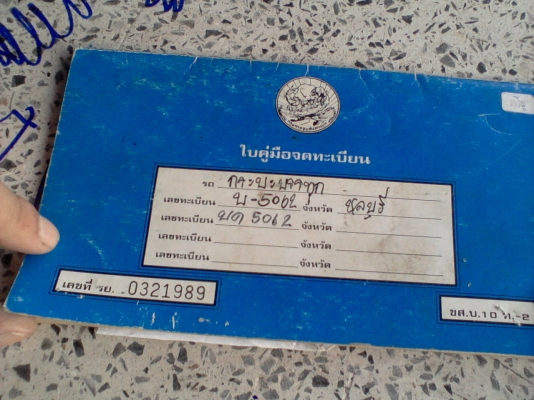 ใบคู่มือจดทะเบียน
รถ กระบะบรรทุก
เลขทะเบียน บ-5062 จังหวัด ชลบุรี
เลขทะเบียน บด 5062 จังหวัด
เลขทะเบียน จังหวัด
เลขทะเบียน จังหวัด
เลขที่ รย. 0321989
ขส.บ.10 ท.-2